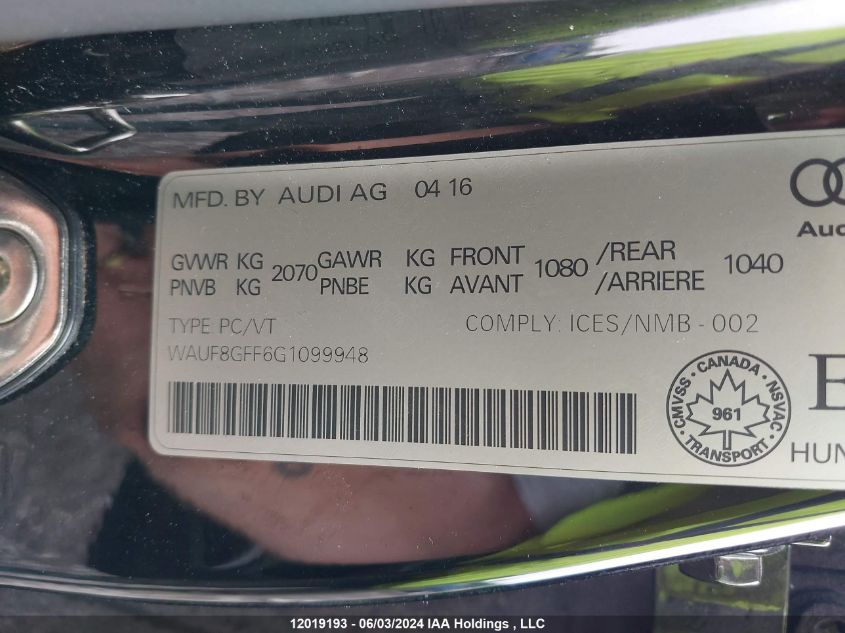 MFD. BY AUDI AG 04 16
Aud
GVWR KG 2070 GAWR KG FRONT 1080 /REAR 1040
PNVB KG PNBE KG AVANT /ARRIERE
TYPE: PC/VT COMPLY: ICES/NMB - 002
WAUF8GFF6G1099948
CMVSS · CANADA · NSVAC · TRANSPORT
961
HUN
12019193 - 06/03/2024 IAA Holdings , LLC